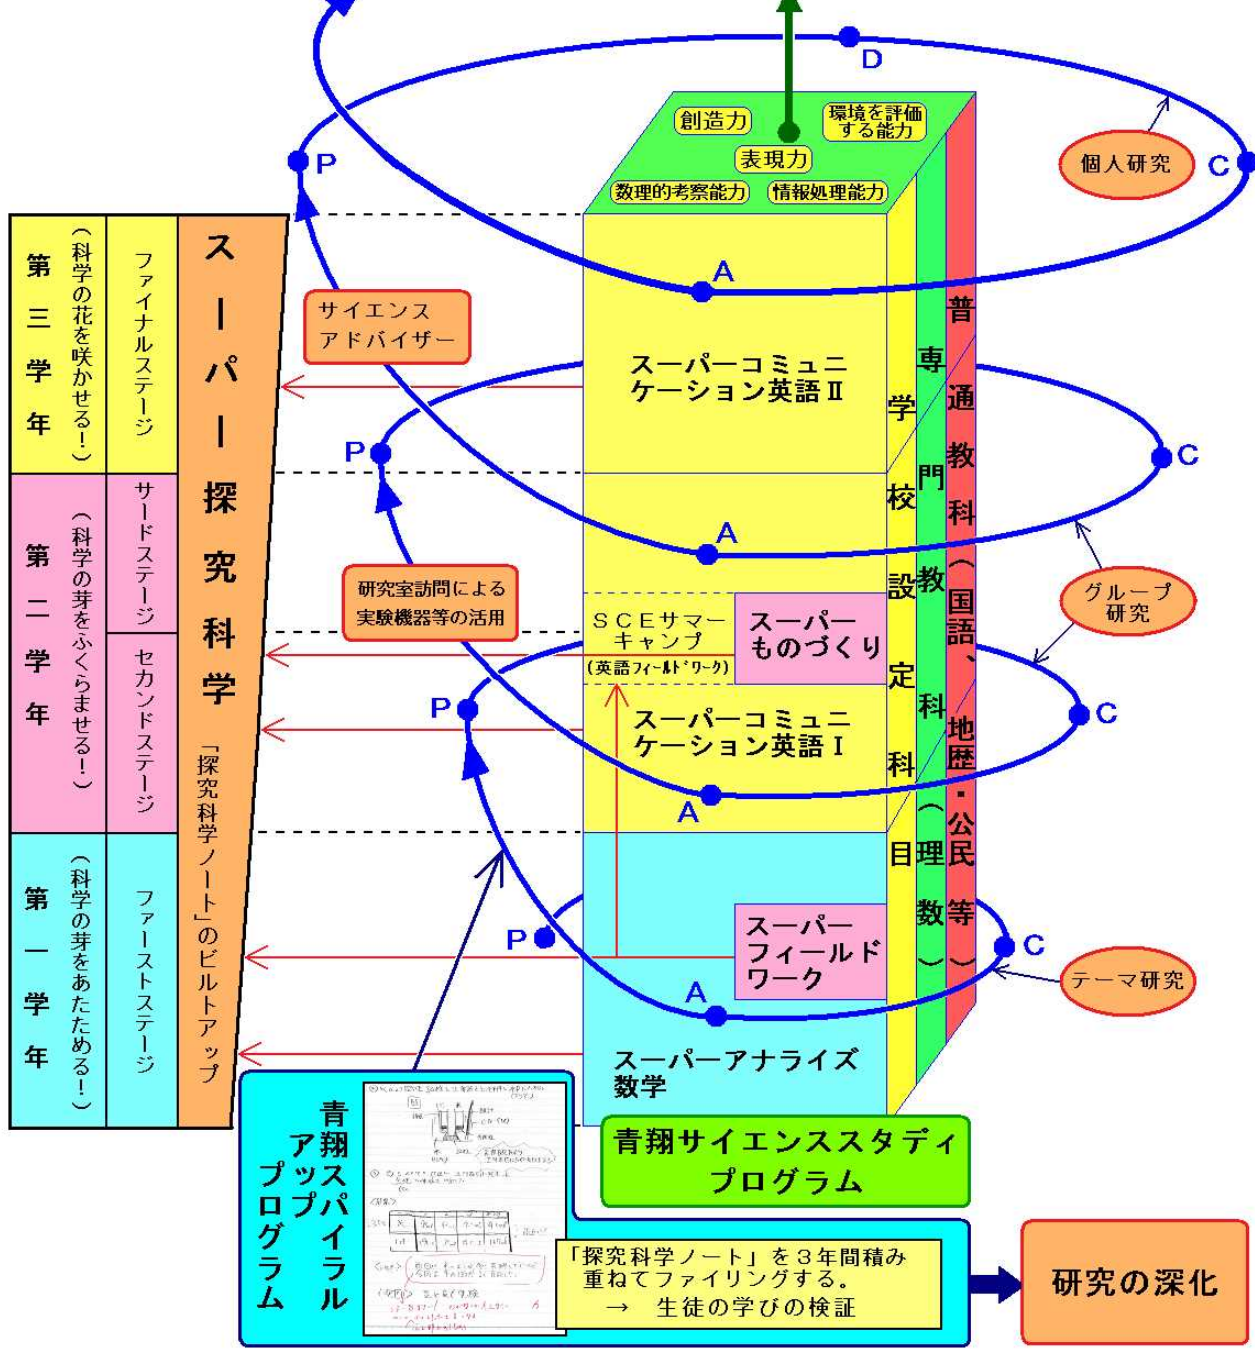 D
創造力
環境を評価
する能力
表現力
数理的考察能力
情報処理能力
P
C
個人研究
A
第三学年
（科学の花を咲かせる！）
ファイナルステージ
第二学年
（科学の芽をふくらませる！）
サードステージ
セカンドステージ
第一学年
（科学の芽をあたためる！）
ファーストステージ
スーパー探究科学
「探究科学ノート」のビルトアップ
サイエンス
アドバイザー
スーパーコミュニ
ケーション英語Ⅱ
学校設定科目
専門教科（理数）
普通教科（国語、地歴・公民等）
P
C
A
研究室訪問による
実験機器等の活用
グループ
研究
ＳＣＥサマー
キャンプ
(英語フィールドワーク)
スーパー
ものづくり
P
C
スーパーコミュニ
ケーション英語Ⅰ
A
スーパー
フィールド
ワーク
P
C
A
テーマ研究
スーパーアナライズ
数学
青翔サイエンススタディ
プログラム
青翔スパイラル
アップ
プログラム
「探究科学ノート」を３年間積み
重ねてファイリングする。
→　生徒の学びの検証
研究の深化